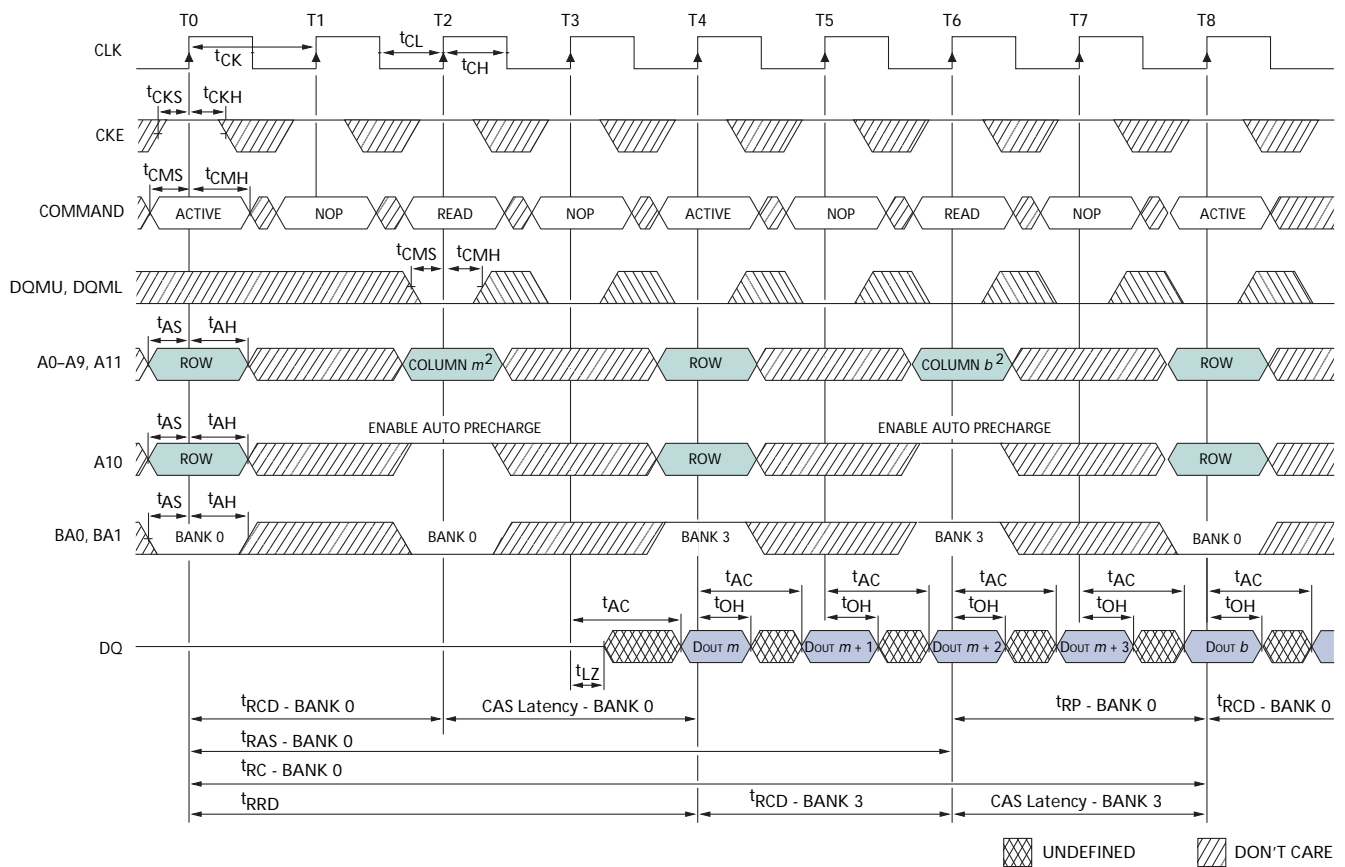 T0 T1 T2 T3 T4 T5 T6 T7 T8
CLK
tCK tCL tCH
tCKS tCKH
CKE
tCMS tCMH
COMMAND ACTIVE NOP READ NOP ACTIVE NOP READ NOP ACTIVE
tCMS tCMH
DQMU, DQML
tAS tAH
A0–A9, A11 ROW COLUMN m2 ROW COLUMN b2 ROW
tAS tAH ENABLE AUTO PRECHARGE ENABLE AUTO PRECHARGE
A10 ROW ROW ROW
tAS tAH
BA0, BA1 BANK 0 BANK 0 BANK 3 BANK 3 BANK 0
tAC tAC tAC tAC tAC tAC
tOH tOH tOH tOH tOH
DQ DOUT m DOUT m + 1 DOUT m + 2 DOUT m + 3 DOUT b
tLZ
tRCD - BANK 0 CAS Latency - BANK 0 tRP - BANK 0 tRCD - BANK 0
tRAS - BANK 0
tRC - BANK 0
tRRD tRCD - BANK 3 CAS Latency - BANK 3
UNDEFINED DON'T CARE